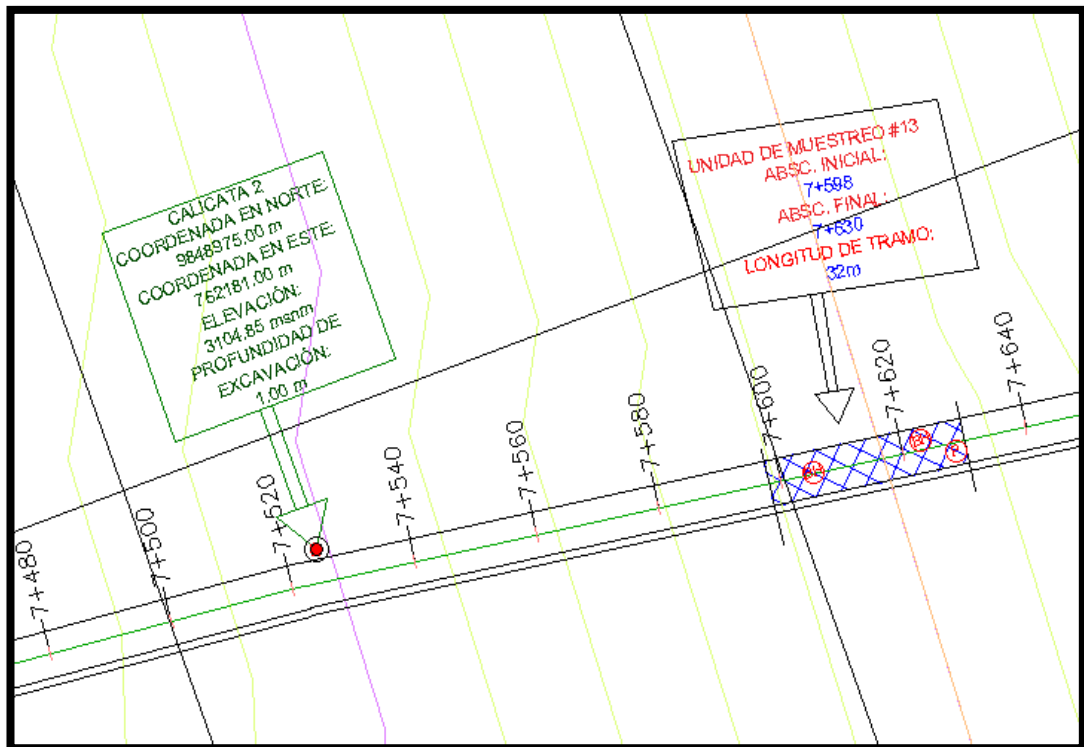 CALICATA 2
COORDENADA EN NORTE:
9848975.00 m
COORDENADA EN ESTE:
762181.00 m
ELEVACIÓN:
3104.85 msnm
PROFUNDIDAD DE
EXCAVACIÓN:
1.00 m
UNIDAD DE MUESTREO #13
ABSC. INICIAL:
7+598
ABSC. FINAL:
7+630
LONGITUD DE TRAMO:
32m
7+480
7+500
7+520
7+540
7+560
7+580
7+600
7+620
7+640